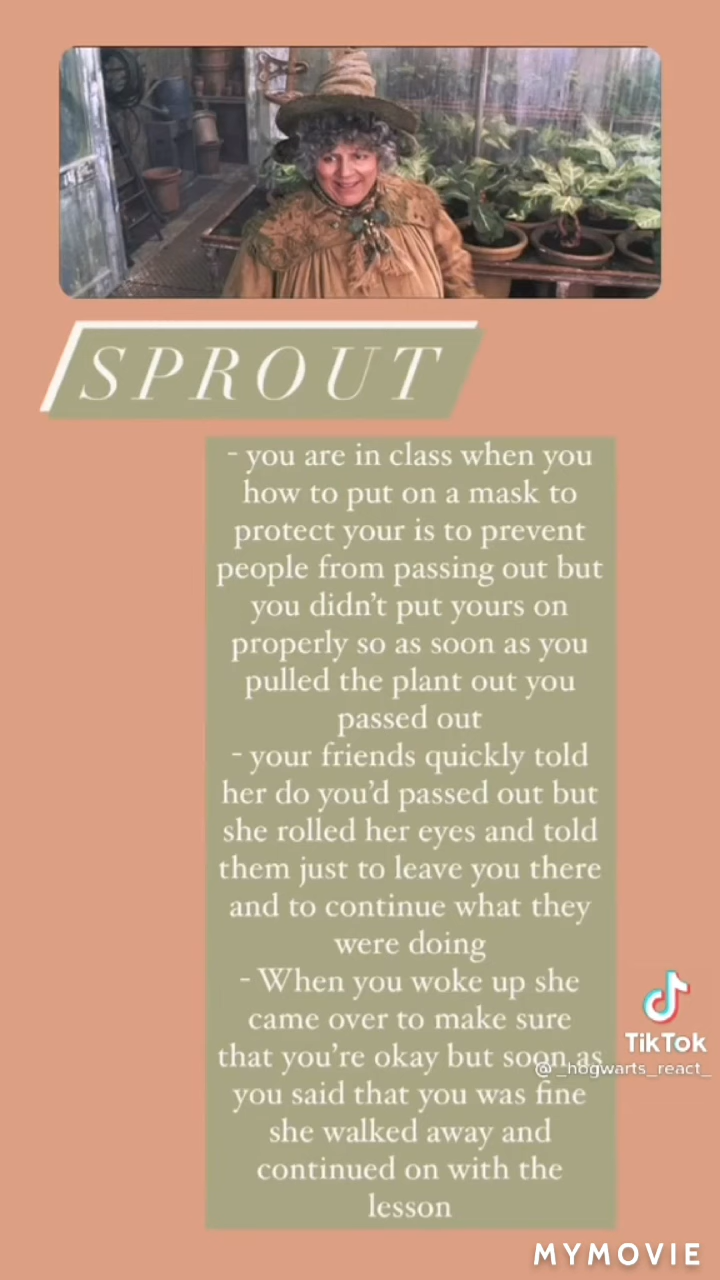 SPROUT
- you are in class when you
how to put on a mask to
protect your is to prevent
people from passing out but
you didn't put yours on
properly so as soon as you
pulled the plant out you
passed out
- your friends quickly told
her do you'd passed out but
she rolled her eyes and told
them just to leave you there
and to continue what they
were doing
- When you woke up she
came over to make sure
that you're okay but soon as
you said that you was fine
she walked away and
continued on with the
lesson
TikTok
@_hogwarts_react_
MYMOVIE